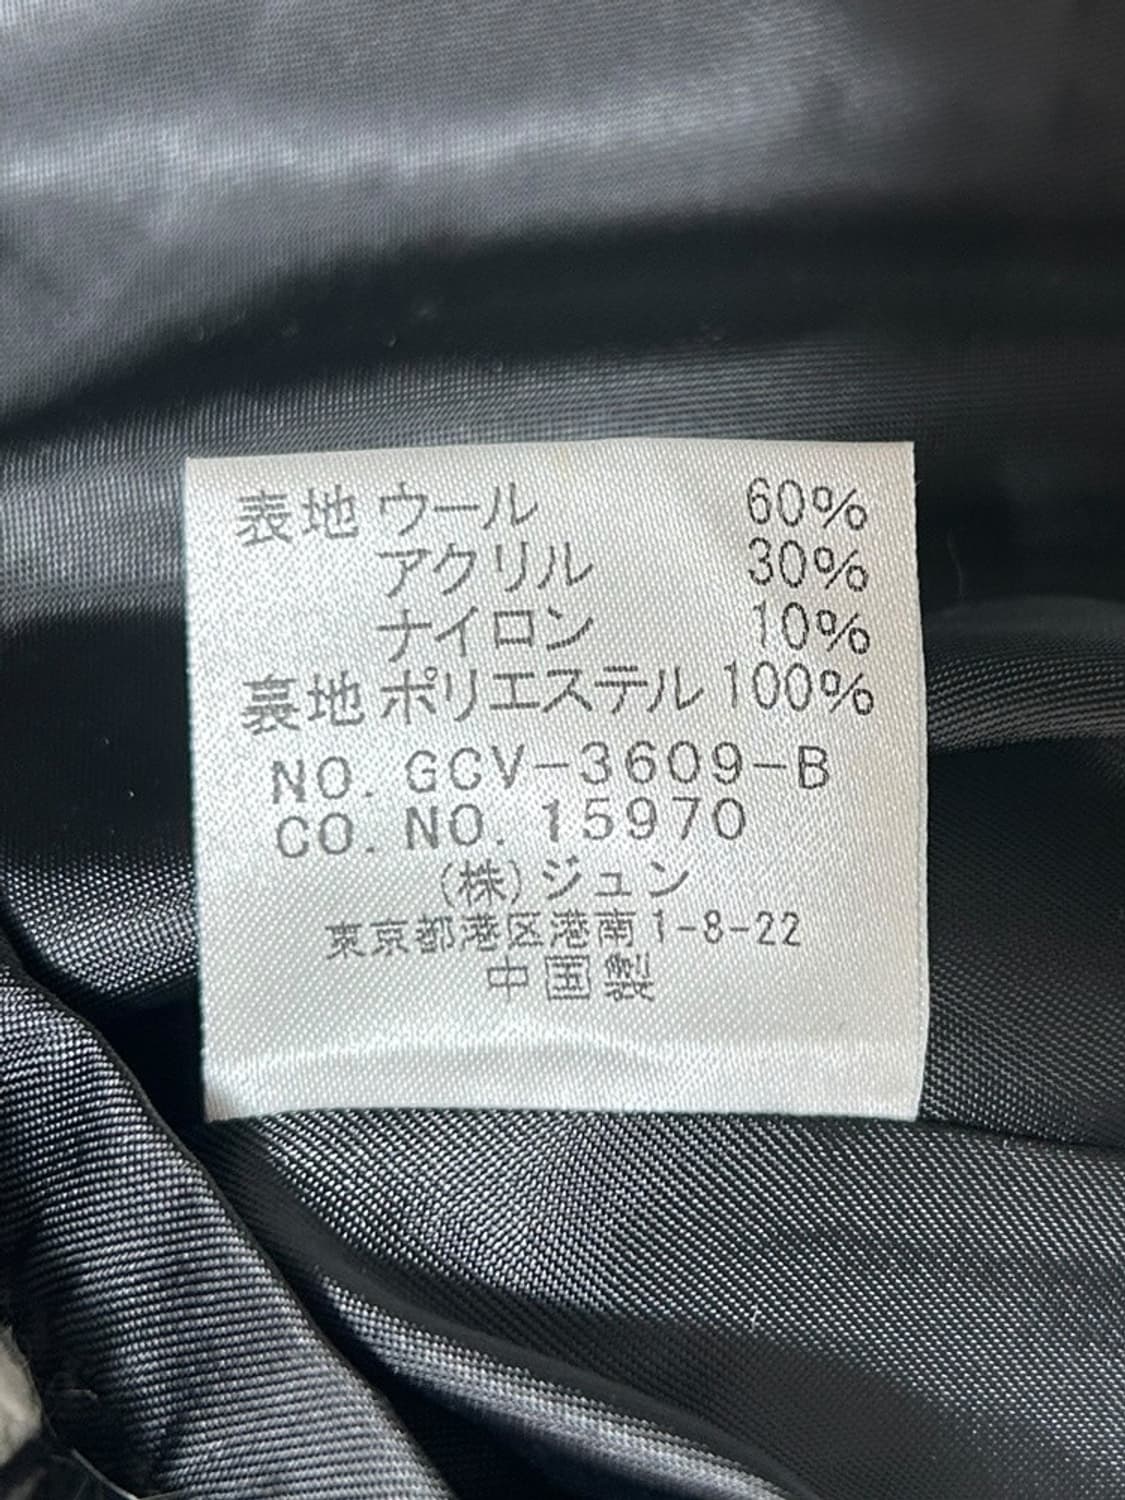 表地 ウール 60%
アクリル 30%
ナイロン 10%
裏地 ポリエステル 100%
NO. GCV-3609-B
CO. NO. 15970
(株)ジュン
東京都港区港南1-8-22
中国製